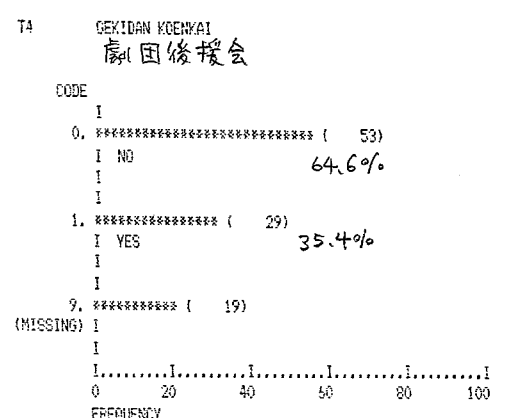 T4 GEKIDAN KOENKAI
劇団後援会
CODE
I
0. **************************** ( 53)
I NO 64.6%
I
I
1. **************** ( 29)
I YES 35.4%
I
I
9. *********** ( 19)
(MISSING) I
I
I.........I.........I.........I.........I.........I
0 20 40 60 80 100
FREQUENCY